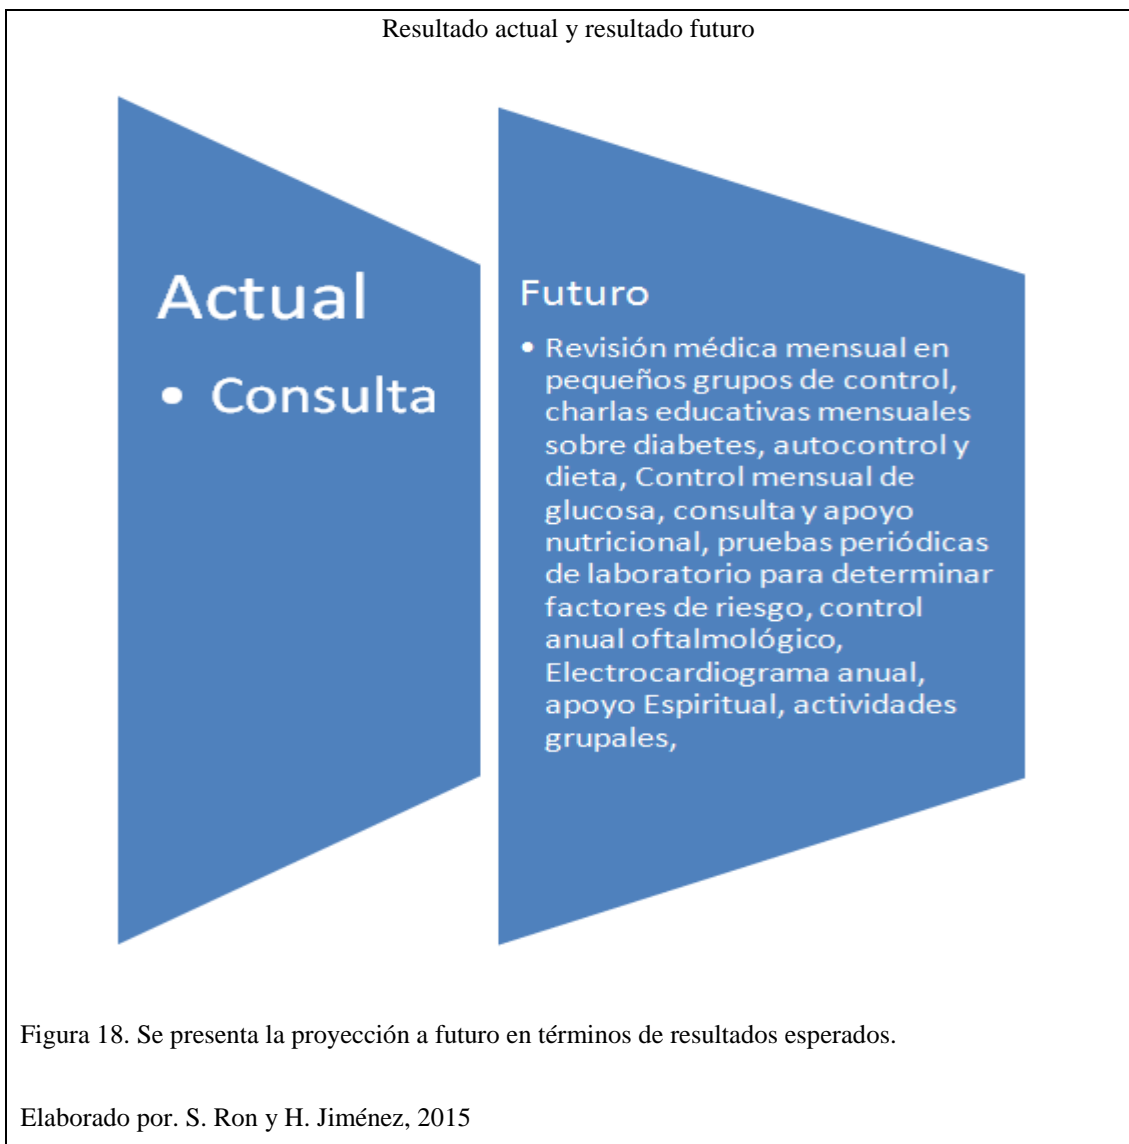 Resultado actual y resultado futuro
Actual
• Consulta
Futuro
• Revisión médica mensual en
pequeños grupos de control,
charlas educativas mensuales
sobre diabetes, autocontrol y
dieta, Control mensual de
glucosa, consulta y apoyo
nutricional, pruebas periódicas
de laboratorio para determinar
factores de riesgo, control
anual oftalmológico,
Electrocardiograma anual,
apoyo Espiritual, actividades
grupales,
Figura 18. Se presenta la proyección a futuro en términos de resultados esperados.
Elaborado por. S. Ron y H. Jiménez, 2015